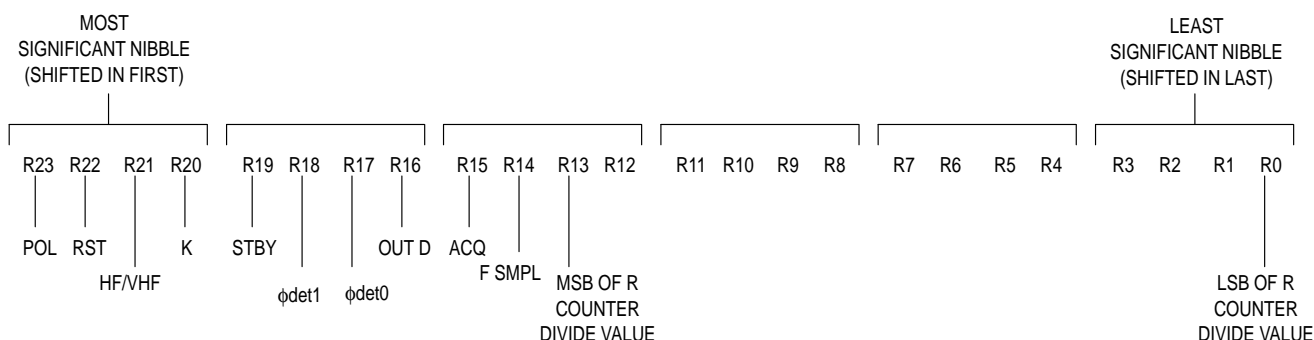 MOST
SIGNIFICANT NIBBLE
(SHIFTED IN FIRST)
LEAST
SIGNIFICANT NIBBLE
(SHIFTED IN LAST)
R23 R22 R21 R20 R19 R18 R17 R16 R15 R14 R13 R12 R11 R10 R9 R8 R7 R6 R5 R4 R3 R2 R1 R0
POL RST K STBY OUT D ACQ
HF/VHF
F SMPL
ϕdet1 ϕdet0
MSB OF R
COUNTER
DIVIDE VALUE
LSB OF R
COUNTER
DIVIDE VALUE